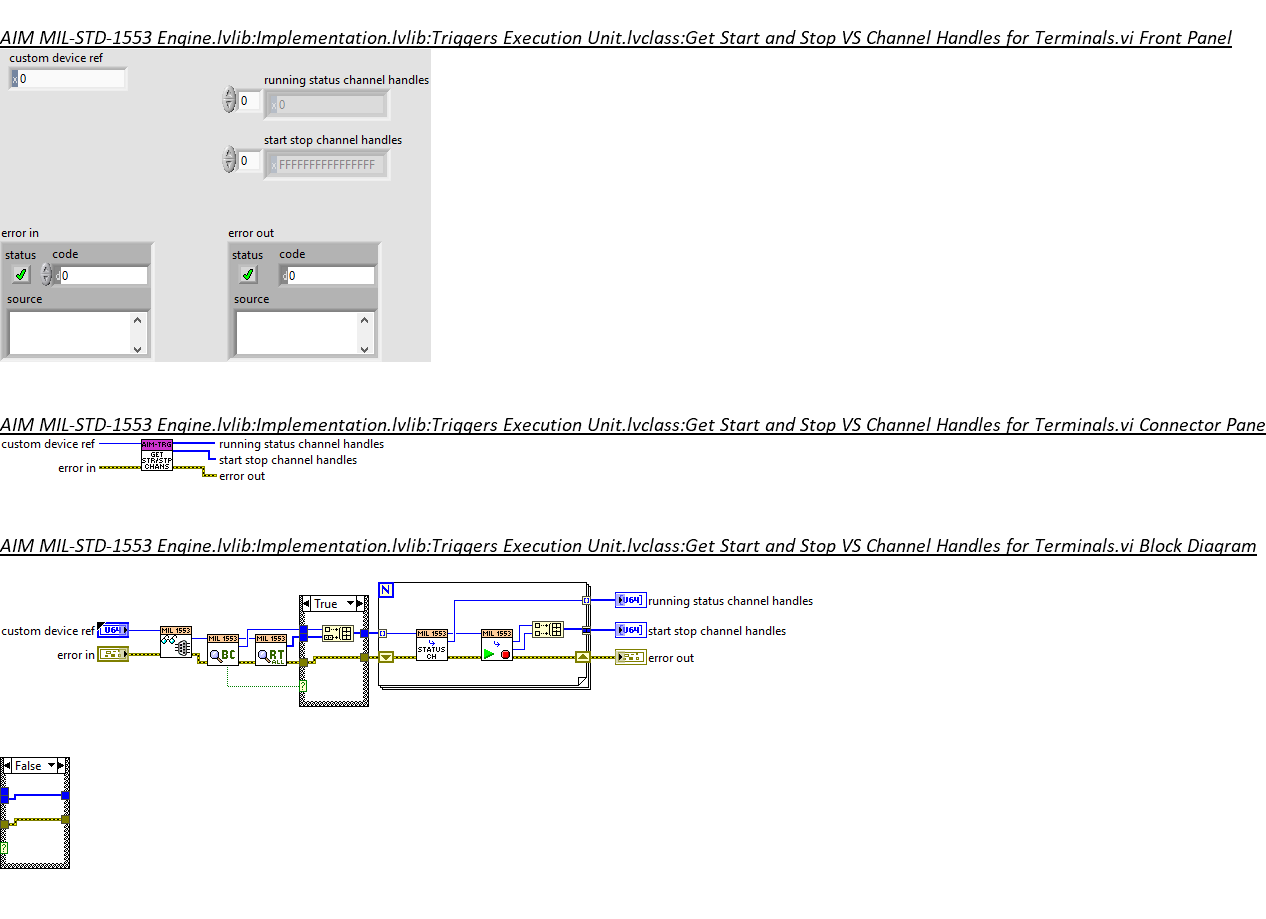 AIM MIL-STD-1553 Engine.lvlib:Implementation.lvlib:Triggers Execution Unit.lvclass:Get Start and Stop VS Channel Handles for Terminals.vi Front Panel
custom device ref
x 0
running status channel handles
0
x 0
start stop channel handles
0
x FFFFFFFFFFFFFFFF
error in
error out
status code
status code
d 0
d 0
source
source
AIM MIL-STD-1553 Engine.lvlib:Implementation.lvlib:Triggers Execution Unit.lvclass:Get Start and Stop VS Channel Handles for Terminals.vi Connector Pane
custom device ref
AIM-TRG
GET
STR/STP
CHANS
running status channel handles
start stop channel handles
error in
error out
AIM MIL-STD-1553 Engine.lvlib:Implementation.lvlib:Triggers Execution Unit.lvclass:Get Start and Stop VS Channel Handles for Terminals.vi Block Diagram
N
True
U64
running status channel handles
custom device ref
U64
MIL 1553
MIL 1553
BC
MIL 1553
RT
ALL
MIL 1553
STATUS
CH
MIL 1553
U64
start stop channel handles
error in
error out
?
False
?